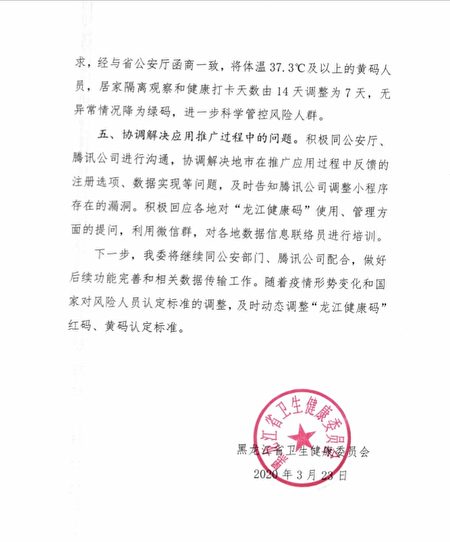 求，经与省公安厅函商一致，将体温 37.3℃及以上的黄码人
员，居家隔离观察和健康打卡天数由 14 天调整为 7 天，无
异常情况降为绿码，进一步科学管控风险人群。
五、协调解决应用推广过程中的问题。积极同公安厅、
腾讯公司进行沟通，协调解决地市在推广应用过程中反馈的
注册选项、数据实现等问题，及时告知腾讯公司调整小程序
存在的漏洞。积极回应各地对“龙江健康码”使用、管理方
面的提问，利用微信群，对各地数据信息联络员进行培训。
下一步，我委将继续同公安部门、腾讯公司配合，做好
后续功能完善和相关数据传输工作。随着疫情形势变化和国
家对风险人员认定标准的调整，及时动态调整“龙江健康码”
红码、黄码认定标准。
黑龙江省卫生健康委员会
黑龙江省卫生健康委员会
2020 年 3 月 23 日